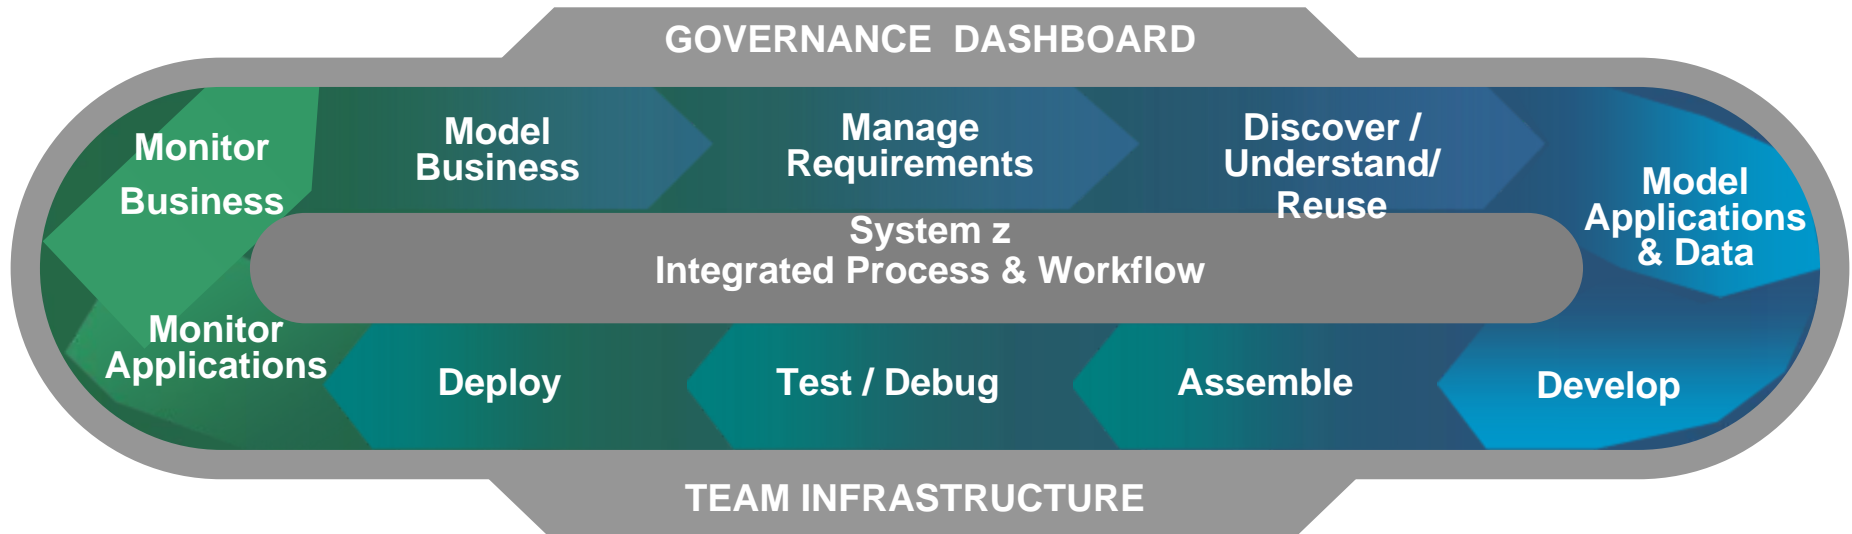 GOVERNANCE DASHBOARD
Monitor
Business
Model
Business
Manage
Requirements
Discover /
Understand/
Reuse
Model
Applications
& Data
System z
Integrated Process & Workflow
Monitor
Applications
Deploy
Test / Debug
Assemble
Develop
TEAM INFRASTRUCTURE